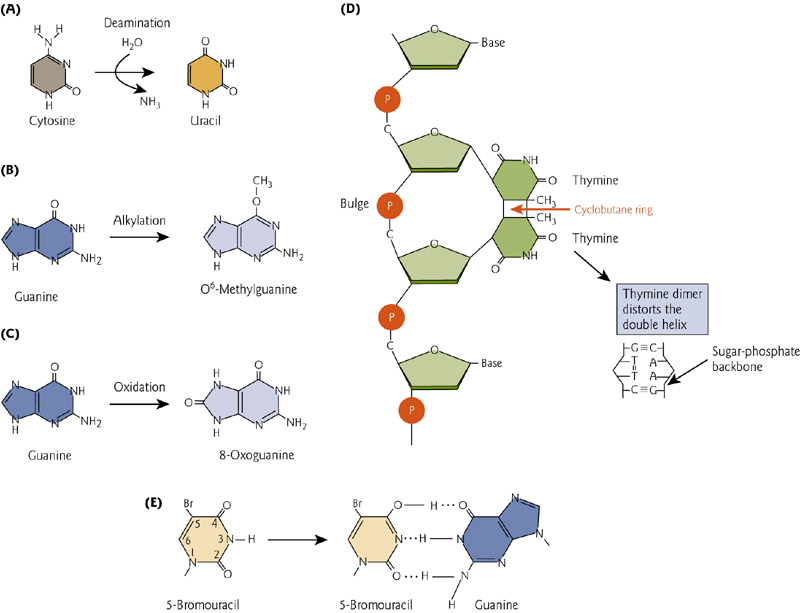 (A)
Deamination
H₂O
NH₃
H H
N
N
O
N
H
Cytosine
O
NH
N
H
O
Uracil
(B)
O
N
NH
N
H
N
NH₂
Guanine
Alkylation
CH₃
O
N
N
N
H
N
NH₂
O⁶-Methylguanine
(C)
O
N
NH
N
H
N
NH₂
Guanine
Oxidation
H
N
O
NH
O
N
H
N
NH₂
8-Oxoguanine
(D)
O
Base
P
C
O
O
NH
O
Thymine
CH₃
Bulge
P
Cyclobutane ring
CH₃
C
O
O
Thymine
NH
O
P
C
O
Base
P
Thymine dimer
distorts the
double helix
G≡C
T A
T A
C≡G
Sugar-phosphate
backbone
(E)
Br
O
5
4
6
3
N
H
2
N
O
5-Bromouracil
Br
O
H
O
N
N
H
N
N
N
O
H
N
N
H
5-Bromouracil
Guanine